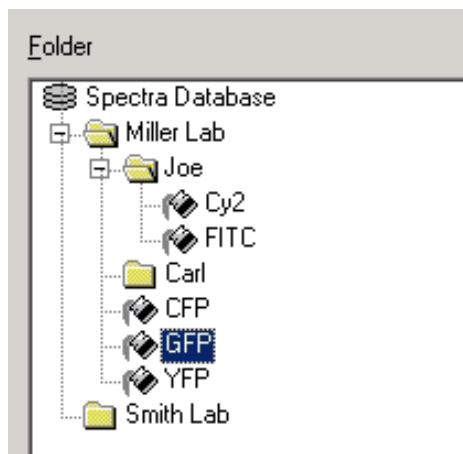 Folder
Spectra Database
Miller Lab
Joe
Cy2
FITC
Carl
CFP
GFP
YFP
Smith Lab